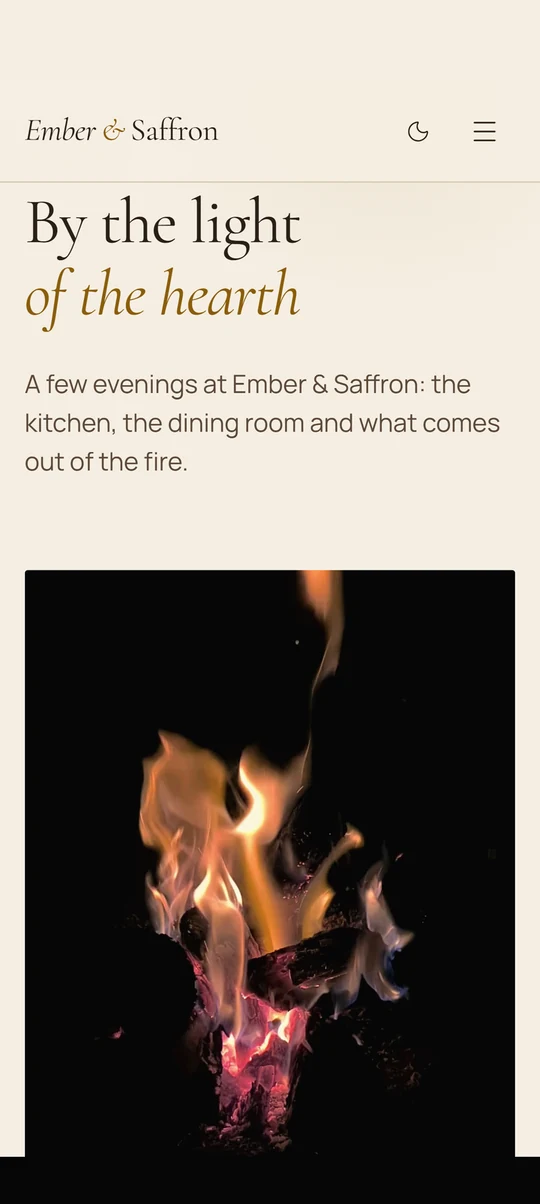 Ember & Saffron
By the light
of the hearth
A few evenings at Ember & Saffron: the
kitchen, the dining room and what comes
out of the fire.